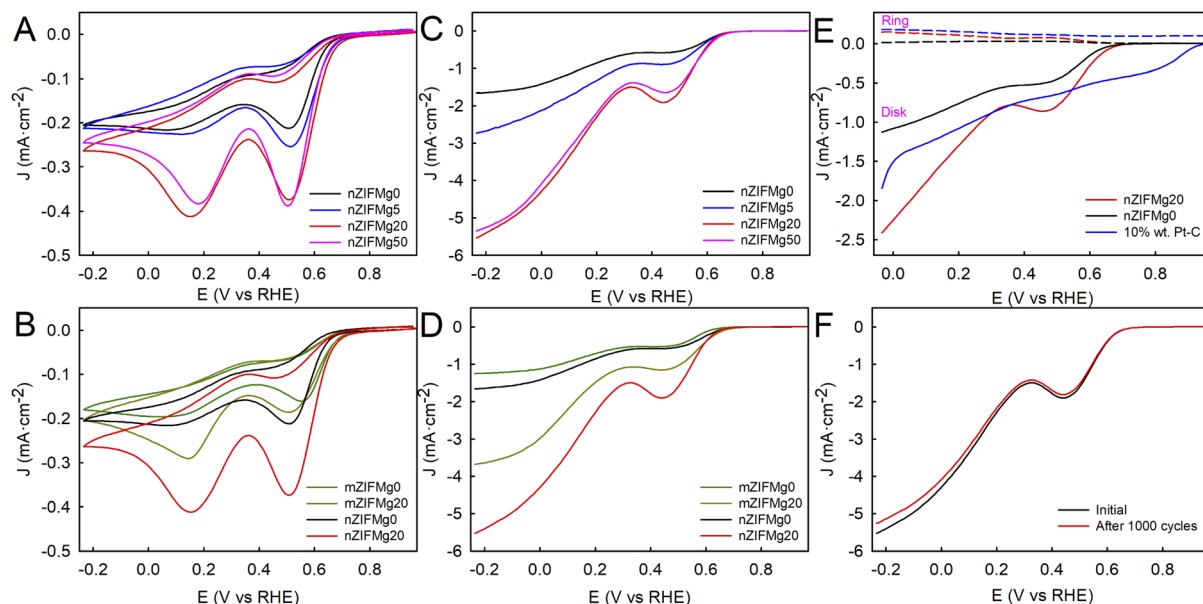 A
0.0
-0.1
-0.2
-0.3
-0.4
-0.5
J (mA·cm-2)
nZIFMg0
nZIFMg5
nZIFMg20
nZIFMg50
-0.2 0.0 0.2 0.4 0.6 0.8
E (V vs RHE)
C
0
-1
-2
-3
-4
-5
-6
J (mA·cm-2)
nZIFMg0
nZIFMg5
nZIFMg20
nZIFMg50
-0.2 0.0 0.2 0.4 0.6 0.8
E (V vs RHE)
E
Ring
0.0
-0.5
Disk
-1.0
-1.5
-2.0
-2.5
J (mA·cm-2)
nZIFMg20
nZIFMg0
10% wt. Pt-C
0.0 0.2 0.4 0.6 0.8
E (V vs RHE)
B
0.0
-0.1
-0.2
-0.3
-0.4
-0.5
J (mA·cm-2)
mZIFMg0
mZIFMg20
nZIFMg0
nZIFMg20
-0.2 0.0 0.2 0.4 0.6 0.8
E (V vs RHE)
D
0
-1
-2
-3
-4
-5
-6
J (mA·cm-2)
mZIFMg0
mZIFMg20
nZIFMg0
nZIFMg20
-0.2 0.0 0.2 0.4 0.6 0.8
E (V vs RHE)
F
0
-1
-2
-3
-4
-5
-6
J (mA·cm-2)
Initial
After 1000 cycles
-0.2 0.0 0.2 0.4 0.6 0.8
E (V vs RHE)